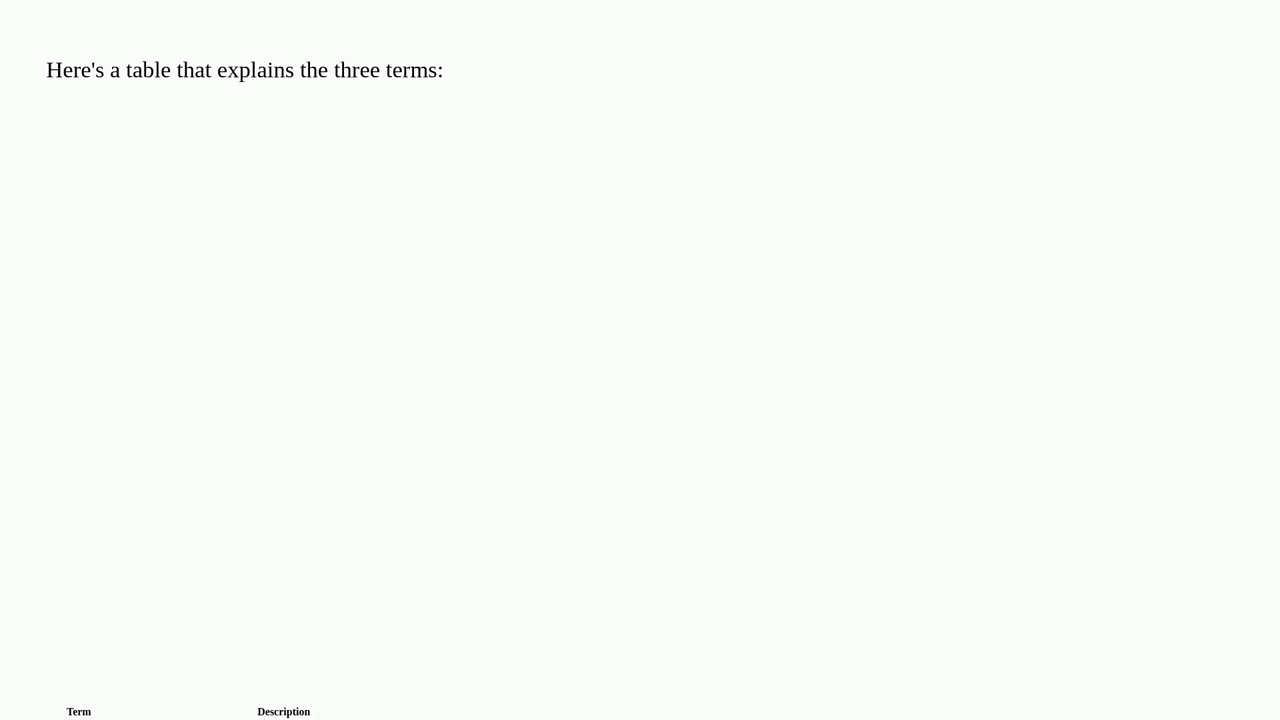 Here's a table that explains the three terms:
Term Description